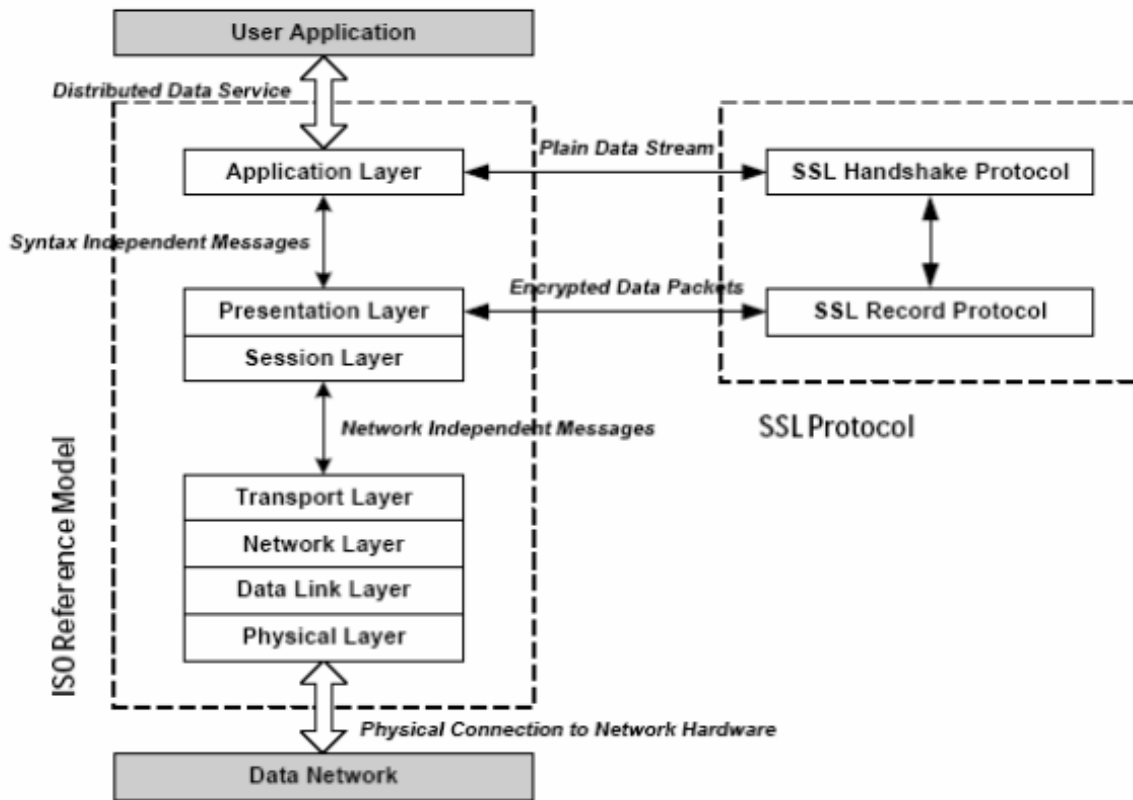 User Application
Distributed Data Service
Plain Data Stream
Application Layer
SSL Handshake Protocol
Syntax Independent Messages
Encrypted Data Packets
Presentation Layer
SSL Record Protocol
Session Layer
Network Independent Messages
SSL Protocol
Transport Layer
Network Layer
Data Link Layer
Physical Layer
ISO Reference Model
Physical Connection to Network Hardware
Data Network